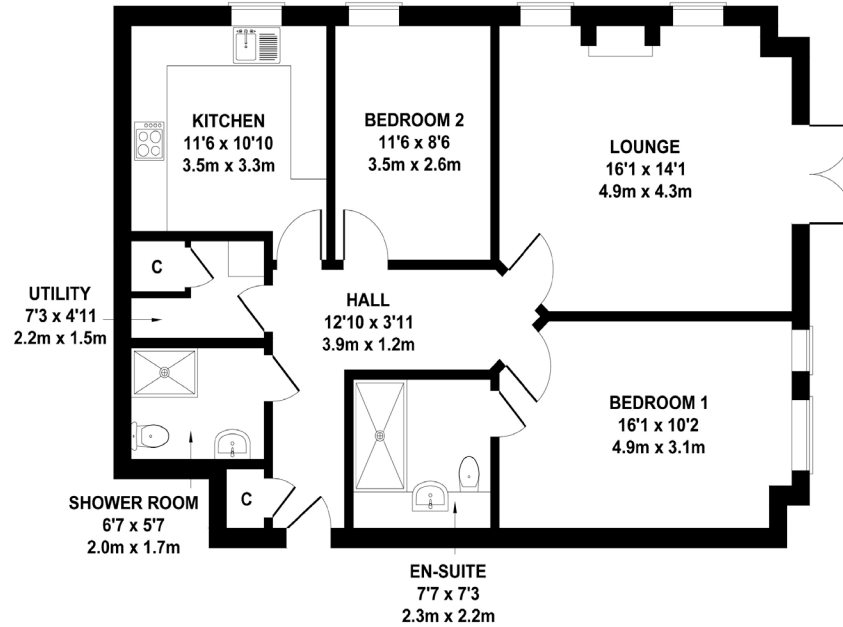 KITCHEN
11'6 x 10'10
3.5m x 3.3m
BEDROOM 2
11'6 x 8'6
3.5m x 2.6m
LOUNGE
16'1 x 14'1
4.9m x 4.3m
C
UTILITY
7'3 x 4'11
2.2m x 1.5m
HALL
12'10 x 3'11
3.9m x 1.2m
BEDROOM 1
16'1 x 10'2
4.9m x 3.1m
SHOWER ROOM
6'7 x 5'7
2.0m x 1.7m
C
EN-SUITE
7'7 x 7'3
2.3m x 2.2m